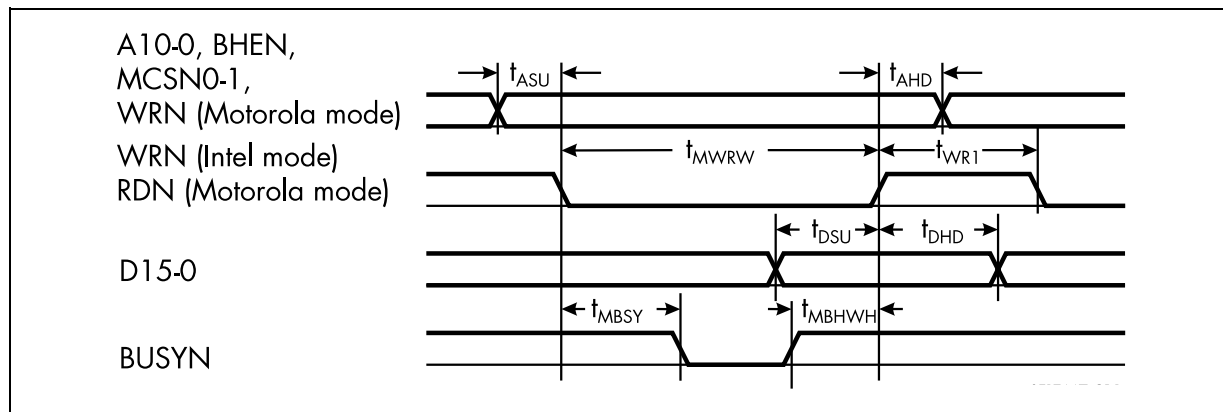 A10-0, BHEN,
MCSN0-1,
WRN (Motorola mode)
tASU
tAHD
WRN (Intel mode)
RDN (Motorola mode)
tMWRW
tWR1
D15-0
tDSU
tDHD
BUSYN
tMBSY
tMBHWH